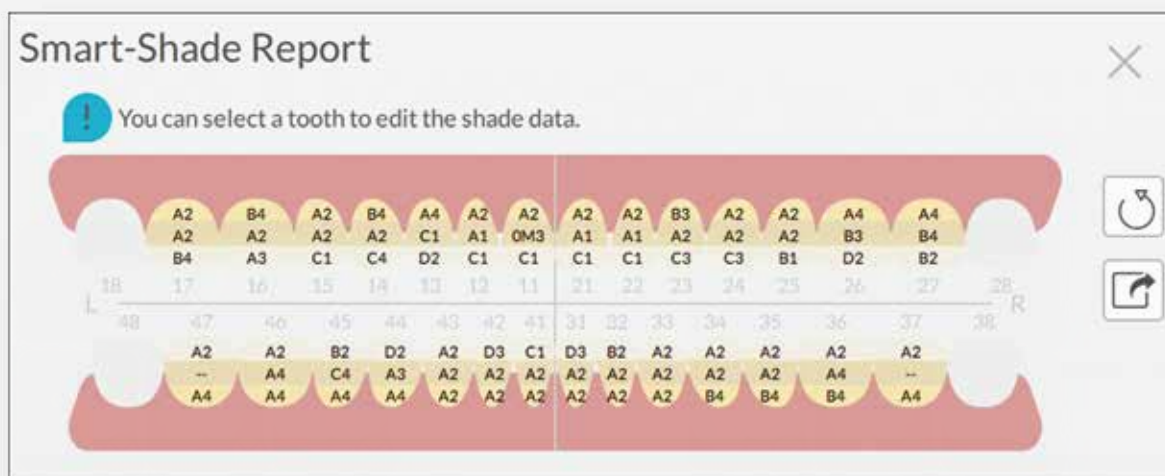 Smart-Shade Report
! You can select a tooth to edit the shade data.
A2 B4 A2 B4 A4 A2 A2 A2 A2 B3 A2 A2 A4 A4
A2 A2 A2 A2 C1 A1 0M3 A1 A1 A2 A2 A2 B3 B4
B4 A3 C1 C4 D2 C1 C1 C1 C1 C3 C3 B1 D2 B2
18 17 16 15 14 13 12 11 21 22 23 24 25 26 27 28
L R
48 47 46 45 44 43 42 41 31 32 33 34 35 36 37 38
A2 A2 B2 D2 A2 D3 C1 D3 B2 A2 A2 A2 A2 A2
-- A4 C4 A3 A2 A2 A2 A2 A2 A2 A2 A2 A4 --
A4 A4 A4 A4 A2 A2 A2 A2 A2 A2 B4 B4 B4 A4